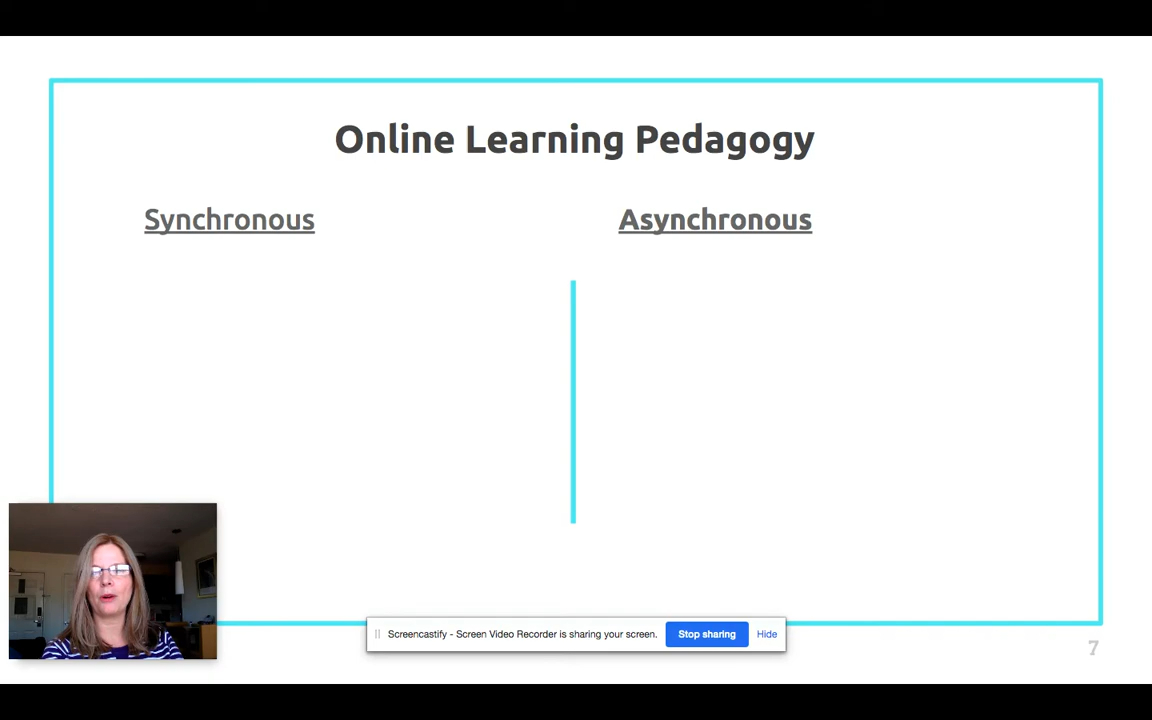 Online Learning Pedagogy
Synchronous
Asynchronous
Screencastify - Screen Video Recorder is sharing your screen.
Stop sharing
Hide
7